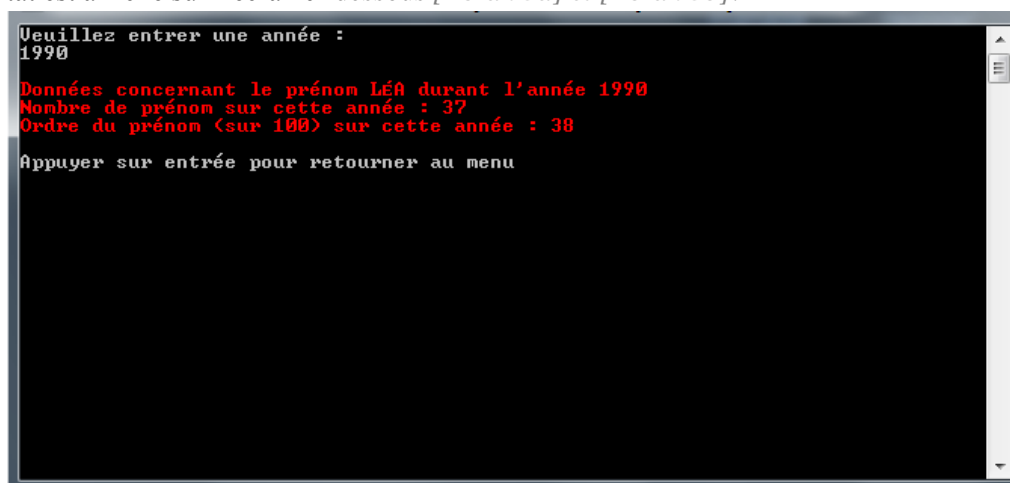 Veuillez entrer une année :
1990
Données concernant le prénom LÉA durant l'année 1990
Nombre de prénom sur cette année : 37
Ordre du prénom (sur 100) sur cette année : 38
Appuyer sur entrée pour retourner au menu